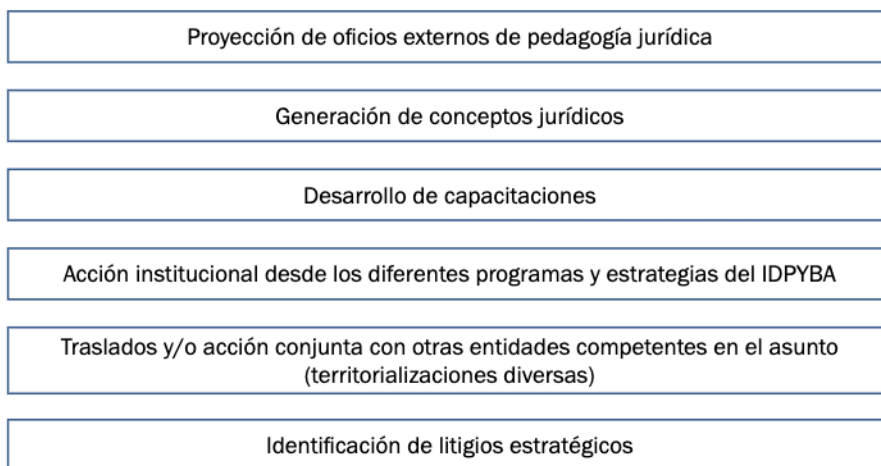 Proyección de oficios externos de pedagogía jurídica
Generación de conceptos jurídicos
Desarrollo de capacitaciones
Acción institucional desde los diferentes programas y estrategias del IDPYBA
Traslados y/o acción conjunta con otras entidades competentes en el asunto
(territorializaciones diversas)
Identificación de litigios estratégicos